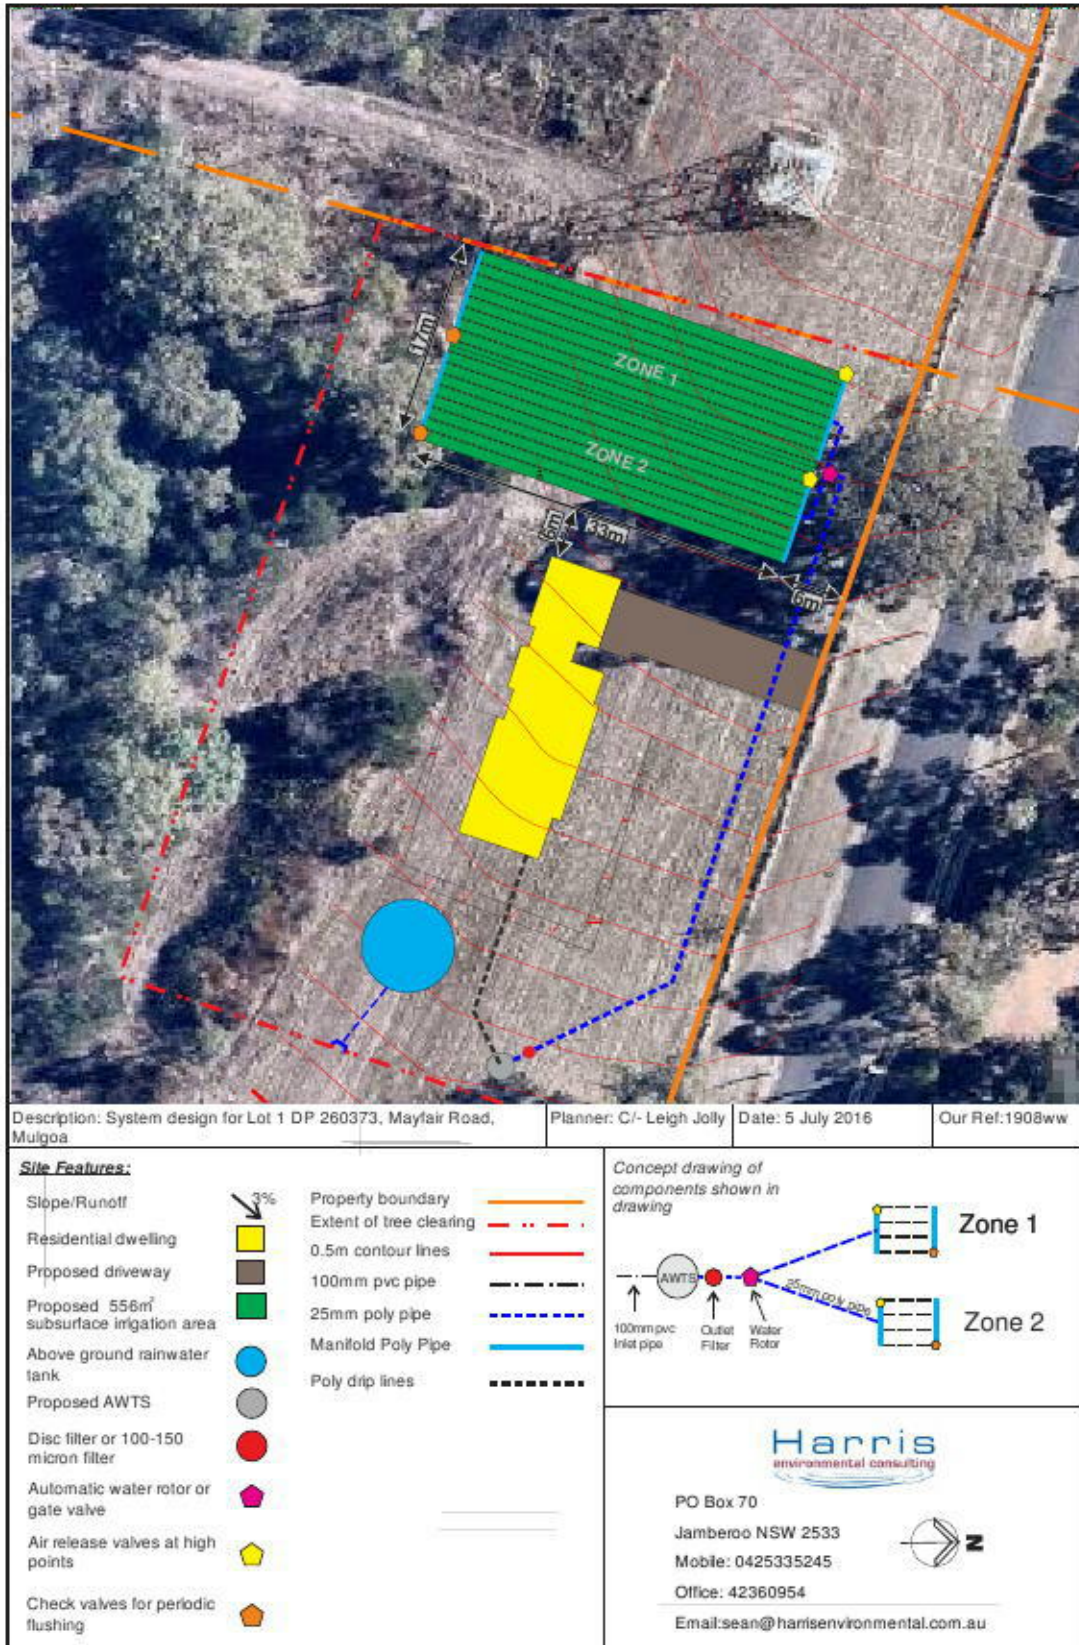 ZONE 1
17m
ZONE 2
33m
6m
6m
Description: System design for Lot 1 DP 260373, Mayfair Road,
Mulgoa
Planner: C/- Leigh Jolly
Date: 5 July 2016
Our Ref:1908ww
Site Features:
Slope/Runoff
3%
Residential dwelling
Proposed driveway
Proposed 556m²
subsurface irrigation area
Above ground rainwater
tank
Proposed AWTS
Disc filter or 100-150
micron filter
Automatic water rotor or
gate valve
Air release valves at high
points
Check valves for periodic
flushing
Property boundary
Extent of tree clearing
0.5m contour lines
100mm pvc pipe
25mm poly pipe
Manifold Poly Pipe
Poly drip lines
Concept drawing of
components shown in
drawing
Zone 1
AWTS
25mm poly pipe
Zone 2
100mm pvc
Inlet pipe
Outlet
Filter
Water
Rotor
Harris
environmental consulting
PO Box 70
Jamberoo NSW 2533
N
Mobile: 0425335245
Office: 42360954
Email:sean@harrisenvironmental.com.au